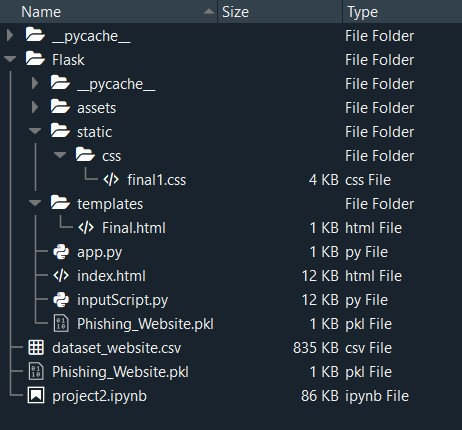 Name Size Type
__pycache__ File Folder
Flask File Folder
__pycache__ File Folder
assets File Folder
static File Folder
css File Folder
final1.css 4 KB css File
templates File Folder
Final.html 1 KB html File
app.py 1 KB py File
index.html 12 KB html File
inputScript.py 12 KB py File
Phishing_Website.pkl 1 KB pkl File
dataset_website.csv 835 KB csv File
Phishing_Website.pkl 1 KB pkl File
project2.ipynb 86 KB ipynb File